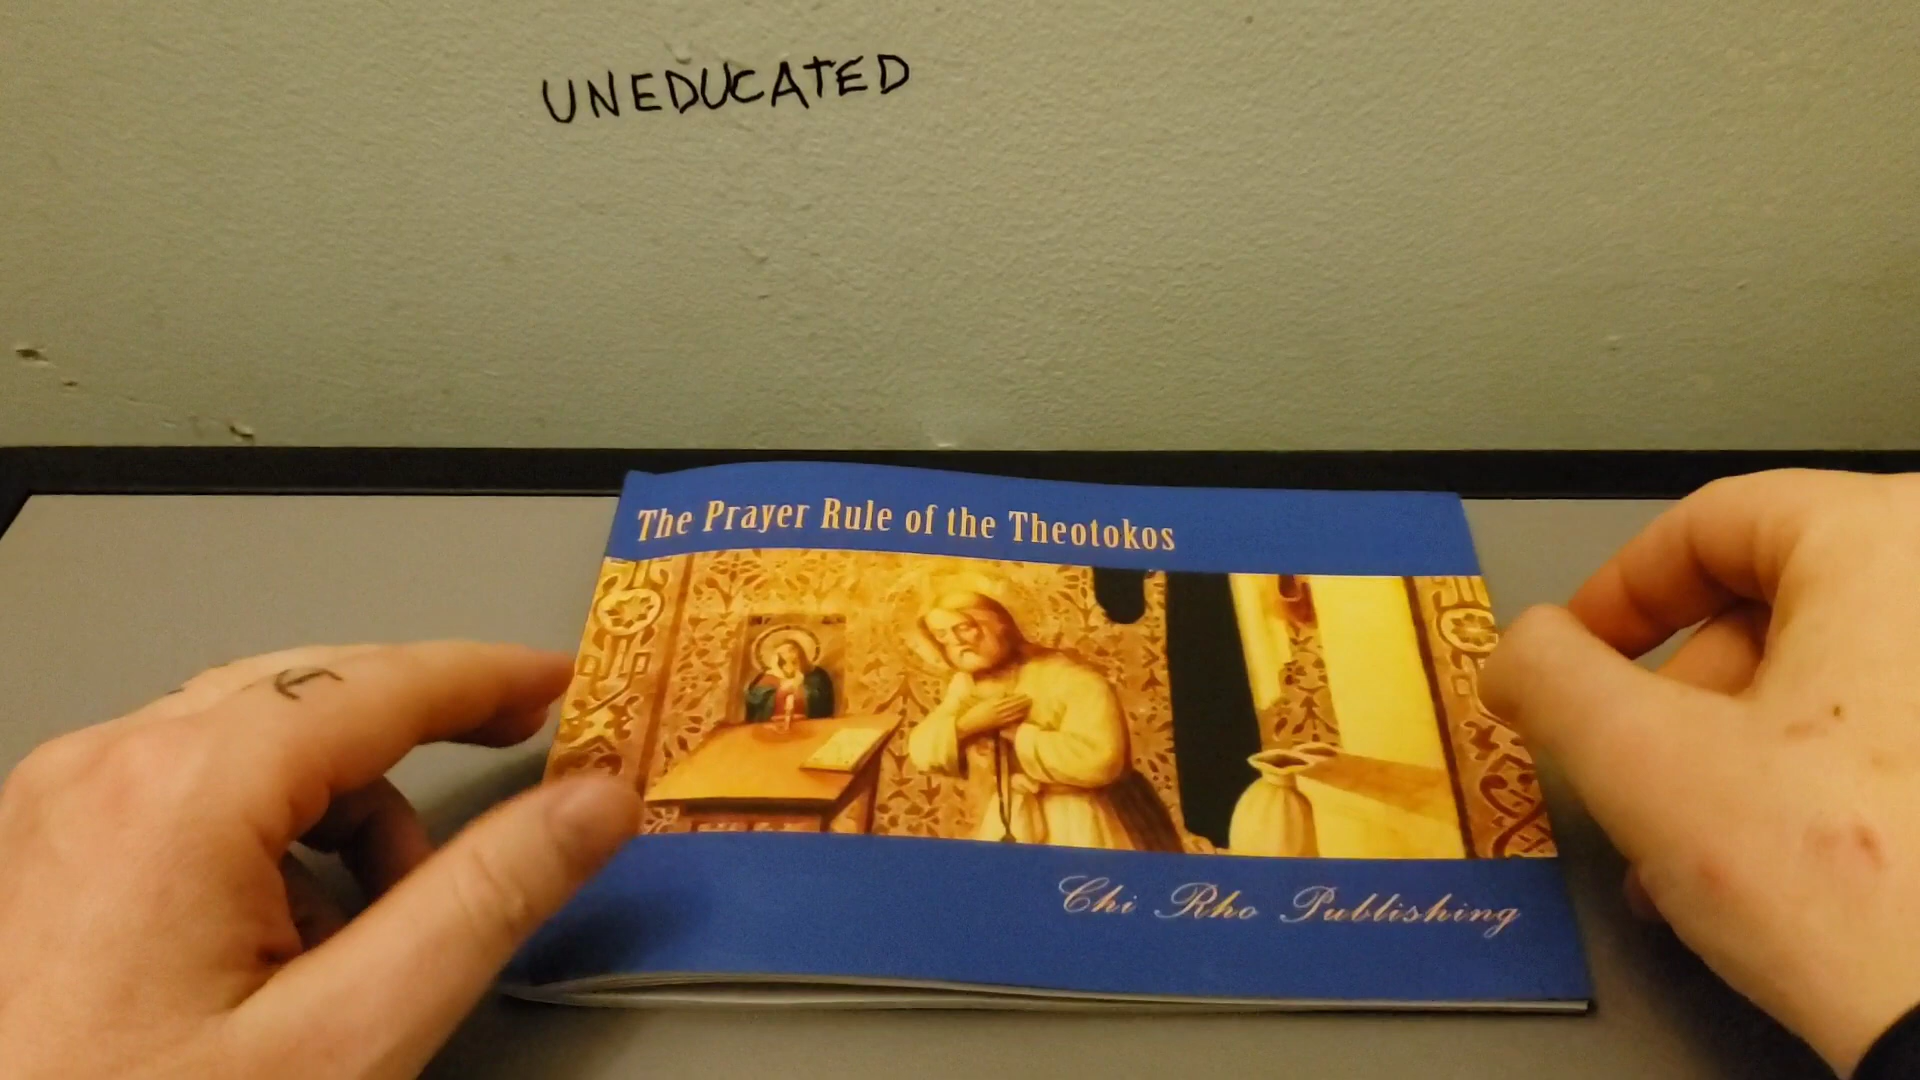 UNEDUCATED
The Prayer Rule of the Theotokos
Chi Rho Publishing